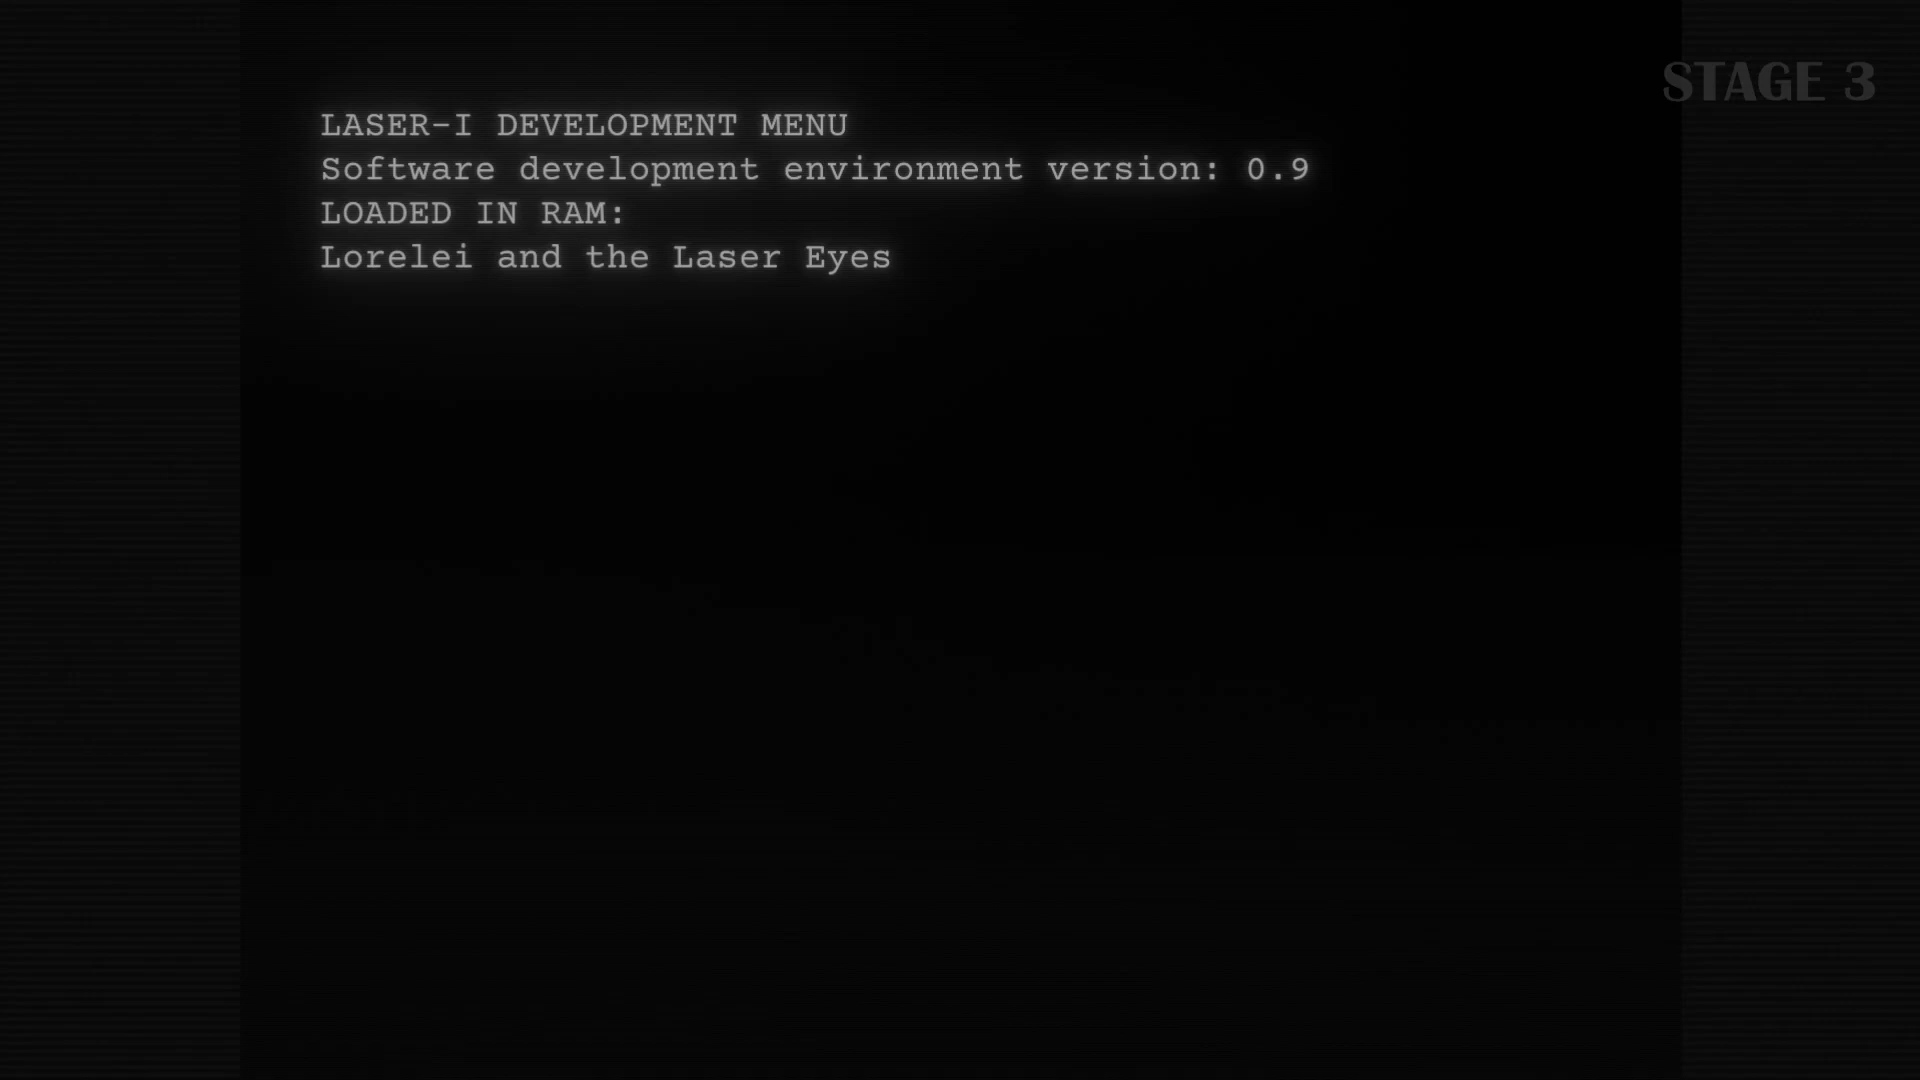 STAGE 3
LASER-I DEVELOPMENT MENU
Software development environment version: 0.9
LOADED IN RAM:
Lorelei and the Laser Eyes